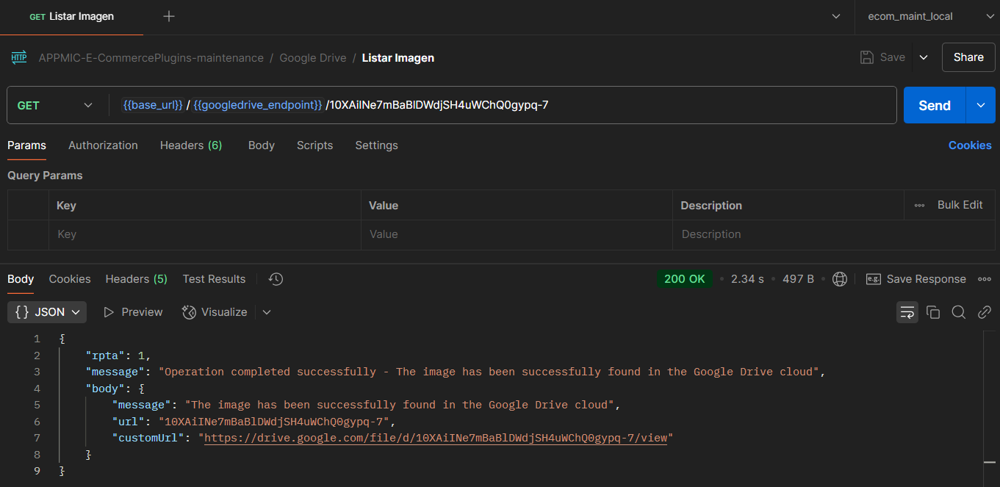 GET Listar Imagen
ecom_maint_local
HTTP APPMIC-E-CommercePlugins-maintenance / Google Drive / Listar Imagen
Save
Share
GET {{base_url}} / {{googledrive_endpoint}} /10XAiINe7mBaBlDWdjSH4uWChQ0gypq-7
Send
Params Authorization Headers (6) Body Scripts Settings
Cookies
Query Params
Key Value Description Bulk Edit
Key Value Description
Body Cookies Headers (5) Test Results
200 OK • 2.34 s • 497 B •
e.g. Save Response
{} JSON Preview Visualize
1 {
2 "rpta": 1,
3 "message": "Operation completed successfully - The image has been successfully found in the Google Drive cloud",
4 "body": {
5 "message": "The image has been successfully found in the Google Drive cloud",
6 "url": "10XAiINe7mBaBlDWdjSH4uWChQ0gypq-7",
7 "customUrl": "https://drive.google.com/file/d/10XAiINe7mBaBlDWdjSH4uWChQ0gypq-7/view"
8 }
9 }